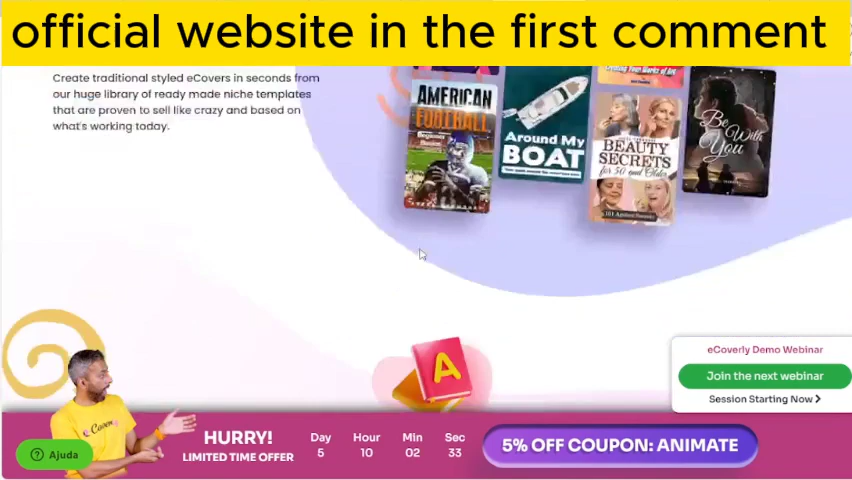 official website in the first comment
Create traditional styled eCovers in seconds from
our huge library of ready made niche templates
that are proven to sell like crazy and based on
what's working today.
AMERICAN
FOOTBALL
Around My
BOAT
BEAUTY
SECRETS
for 50 and Older
Be With
You
A
eCoverly Demo Webinar
Join the next webinar
Session Starting Now
HURRY!
LIMITED TIME OFFER
Day
5
Hour
10
Min
02
Sec
33
5% OFF COUPON: ANIMATE
Ajuda